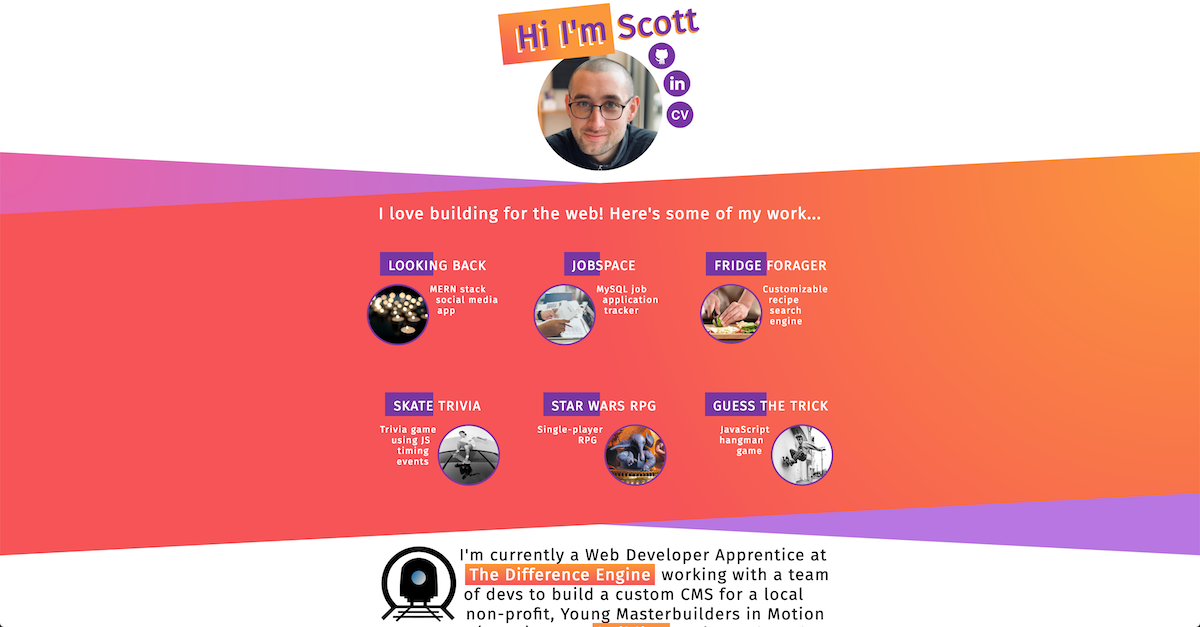 Hi I'm Scott
in
CV
I love building for the web! Here's some of my work...
LOOKING BACK
MERN stack
social media
app
JOBSPACE
MySQL job
application
tracker
FRIDGE FORAGER
Customizable
recipe
search
engine
SKATE TRIVIA
Trivia game
using JS
timing
events
STAR WARS RPG
Single-player
RPG
GUESS THE TRICK
JavaScript
hangman
game
I'm currently a Web Developer Apprentice at
The Difference Engine working with a team
of devs to build a custom CMS for a local
non-profit, Young Masterbuilders in Motion